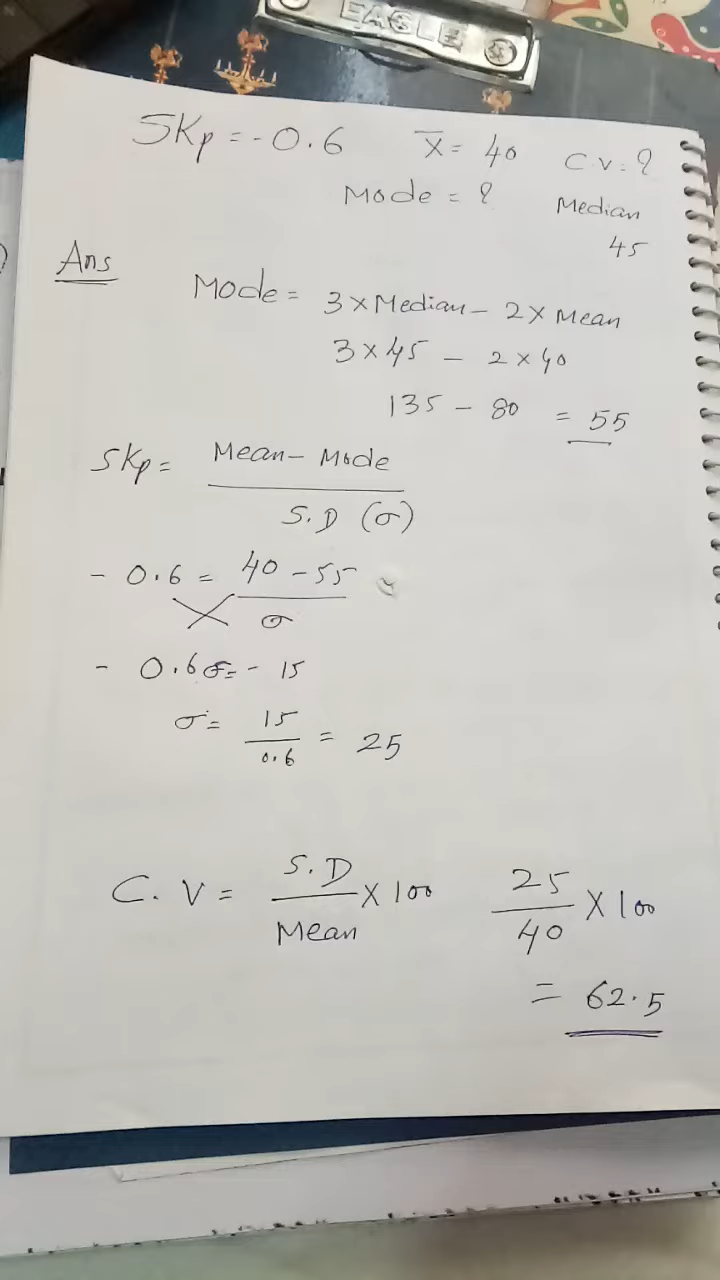 EAGLE
SKp = -0.6 x̄ = 40 C.V = ?
Mode = ? Median
45
Ans
Mode = 3 x Median - 2 x Mean
3 x 45 - 2 x 40
135 - 80 = 55
SKp = Mean - Mode
S.D (σ)
- 0.6 = 40 - 55
σ
- 0.6 σ = - 15
σ = 15 = 25
0.6
C. V = S.D x 100 25 x 100
Mean 40
= 62.5